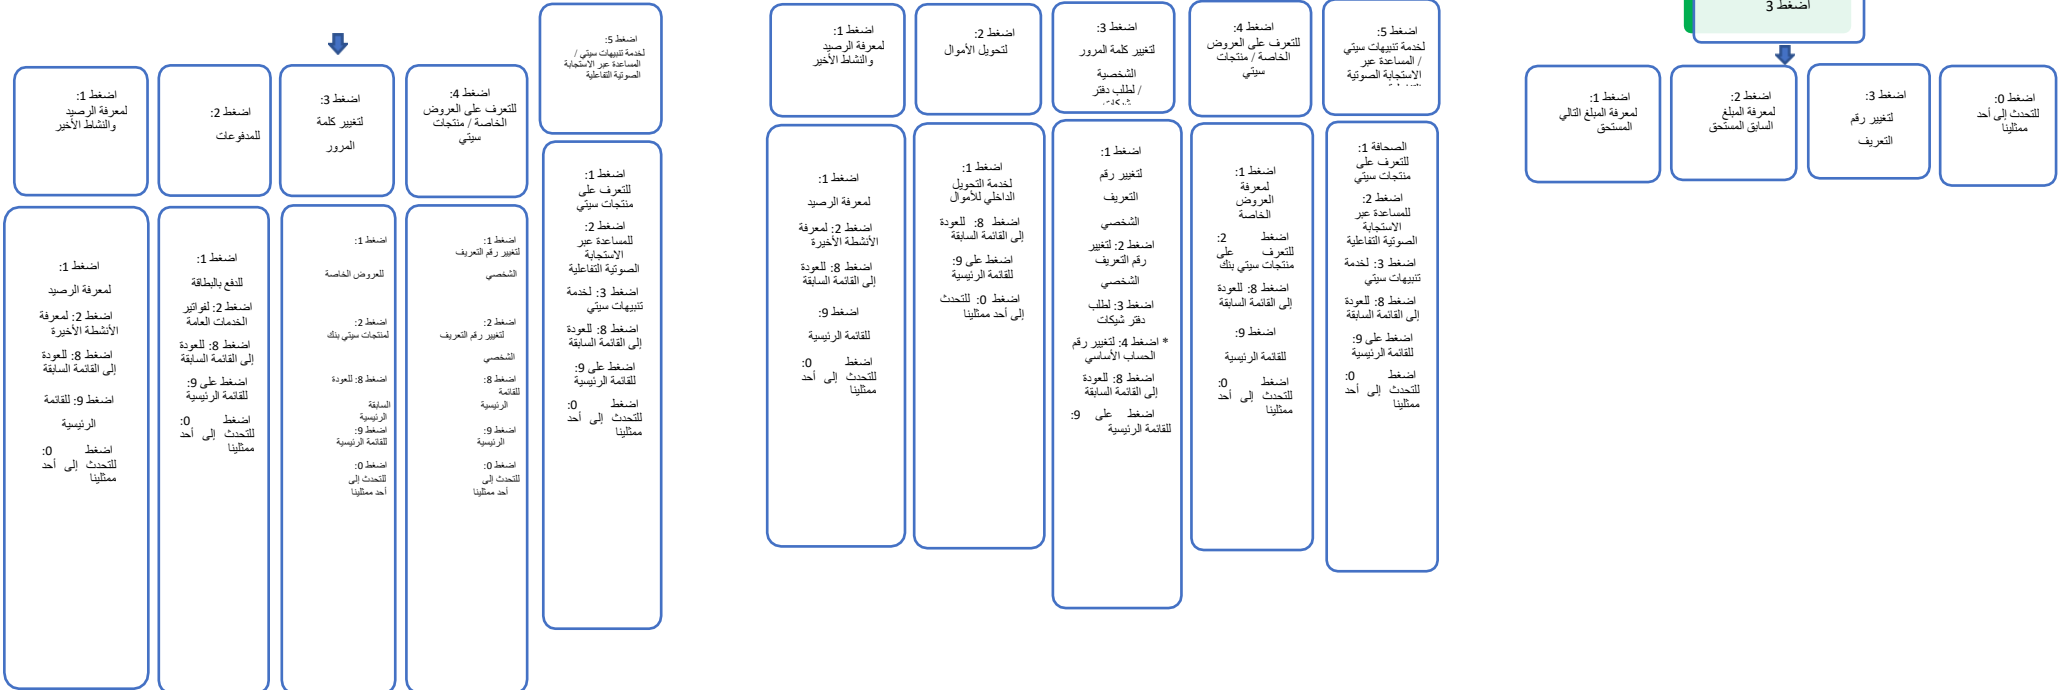 اضغط 1:
لمعرفة الرصيد
والنشاط الأخير
اضغط 2:
للمدفوعات
اضغط 3:
لتغيير كلمة
المرور
اضغط 4:
للتعرف على العروض
الخاصة / منتجات
سيتي
اضغط 5:
لخدمة تنبيهات سيتي /
المساعدة عبر الاستجابة
الصوتية التفاعلية
اضغط 1:
لمعرفة الرصيد
اضغط 2: لمعرفة
الأنشطة الأخيرة
اضغط 8: للعودة
إلى القائمة السابقة
اضغط 9: للقائمة
الرئيسية
اضغط 0:
للتحدث إلى أحد
ممثلينا
اضغط 1:
للدفع بالبطاقة
اضغط 2: لفواتير
الخدمات العامة
اضغط 8: للعودة
إلى القائمة السابقة
اضغط على 9:
للقائمة الرئيسية
اضغط 0:
للتحدث إلى أحد
ممثلينا
اضغط 1:
للعروض الخاصة
اضغط 2:
لمنتجات سيتي بنك
اضغط 8: للعودة
السابقة
الرئيسية
اضغط 9:
للقائمة الرئيسية
اضغط 0:
للتحدث إلى
أحد ممثلينا
اضغط 1:
لتغيير رقم التعريف
الشخصي
اضغط 2:
لتغيير رقم التعريف
الشخصي
اضغط 8:
للقائمة
الرئيسية
اضغط 9:
الرئيسية
اضغط 0:
للتحدث إلى
أحد ممثلينا
اضغط 1:
للتعرف على
منتجات سيتي
اضغط 2:
للمساعدة عبر
الاستجابة
الصوتية التفاعلية
اضغط 3: لخدمة
تنبيهات سيتي
اضغط 8: للعودة
إلى القائمة السابقة
اضغط على 9:
للقائمة الرئيسية
اضغط 0:
للتحدث إلى أحد
ممثلينا
اضغط 1:
لمعرفة الرصيد
والنشاط الأخير
اضغط 2:
لتحويل الأموال
اضغط 3:
لتغيير كلمة المرور
الشخصية
/ لطلب دفتر
شيكات
اضغط 4:
للتعرف على العروض
الخاصة / منتجات
سيتي
اضغط 5:
لخدمة تنبيهات سيتي
/ المساعدة عبر
الاستجابة الصوتية
اضغط 1:
لمعرفة الرصيد
اضغط 2: لمعرفة
الأنشطة الأخيرة
اضغط 8: للعودة
إلى القائمة السابقة
اضغط 9:
للقائمة الرئيسية
اضغط 0:
للتحدث إلى أحد
ممثلينا
اضغط 1:
لخدمة التحويل
الداخلي للأموال
اضغط 8: للعودة
إلى القائمة السابقة
اضغط على 9:
للقائمة الرئيسية
اضغط 0: للتحدث
إلى أحد ممثلينا
اضغط 1:
لتغيير رقم
التعريف
الشخصي
اضغط 2: لتغيير
رقم التعريف
الشخصي
اضغط 3: لطلب
دفتر شيكات
* اضغط 4: لتغيير رقم
الحساب الأساسي
اضغط 8: للعودة
إلى القائمة السابقة
اضغط على 9:
للقائمة الرئيسية
اضغط 1:
لمعرفة
العروض
الخاصة
اضغط 2:
للتعرف على
منتجات سيتي بنك
اضغط 8: للعودة
إلى القائمة السابقة
اضغط 9:
للقائمة الرئيسية
اضغط 0:
للتحدث إلى أحد
ممثلينا
الصحافة 1:
للتعرف على
منتجات سيتي
اضغط 2:
للمساعدة عبر
الاستجابة
الصوتية التفاعلية
اضغط 3: لخدمة
تنبيهات سيتي
اضغط 8: للعودة
إلى القائمة السابقة
اضغط على 9:
للقائمة الرئيسية
اضغط 0:
للتحدث إلى أحد
ممثلينا
اضغط 3
اضغط 1:
لمعرفة المبلغ التالي
المستحق
اضغط 2:
لمعرفة المبلغ
السابق المستحق
اضغط 3:
لتغيير رقم
التعريف
اضغط 0:
للتحدث إلى أحد
ممثلينا